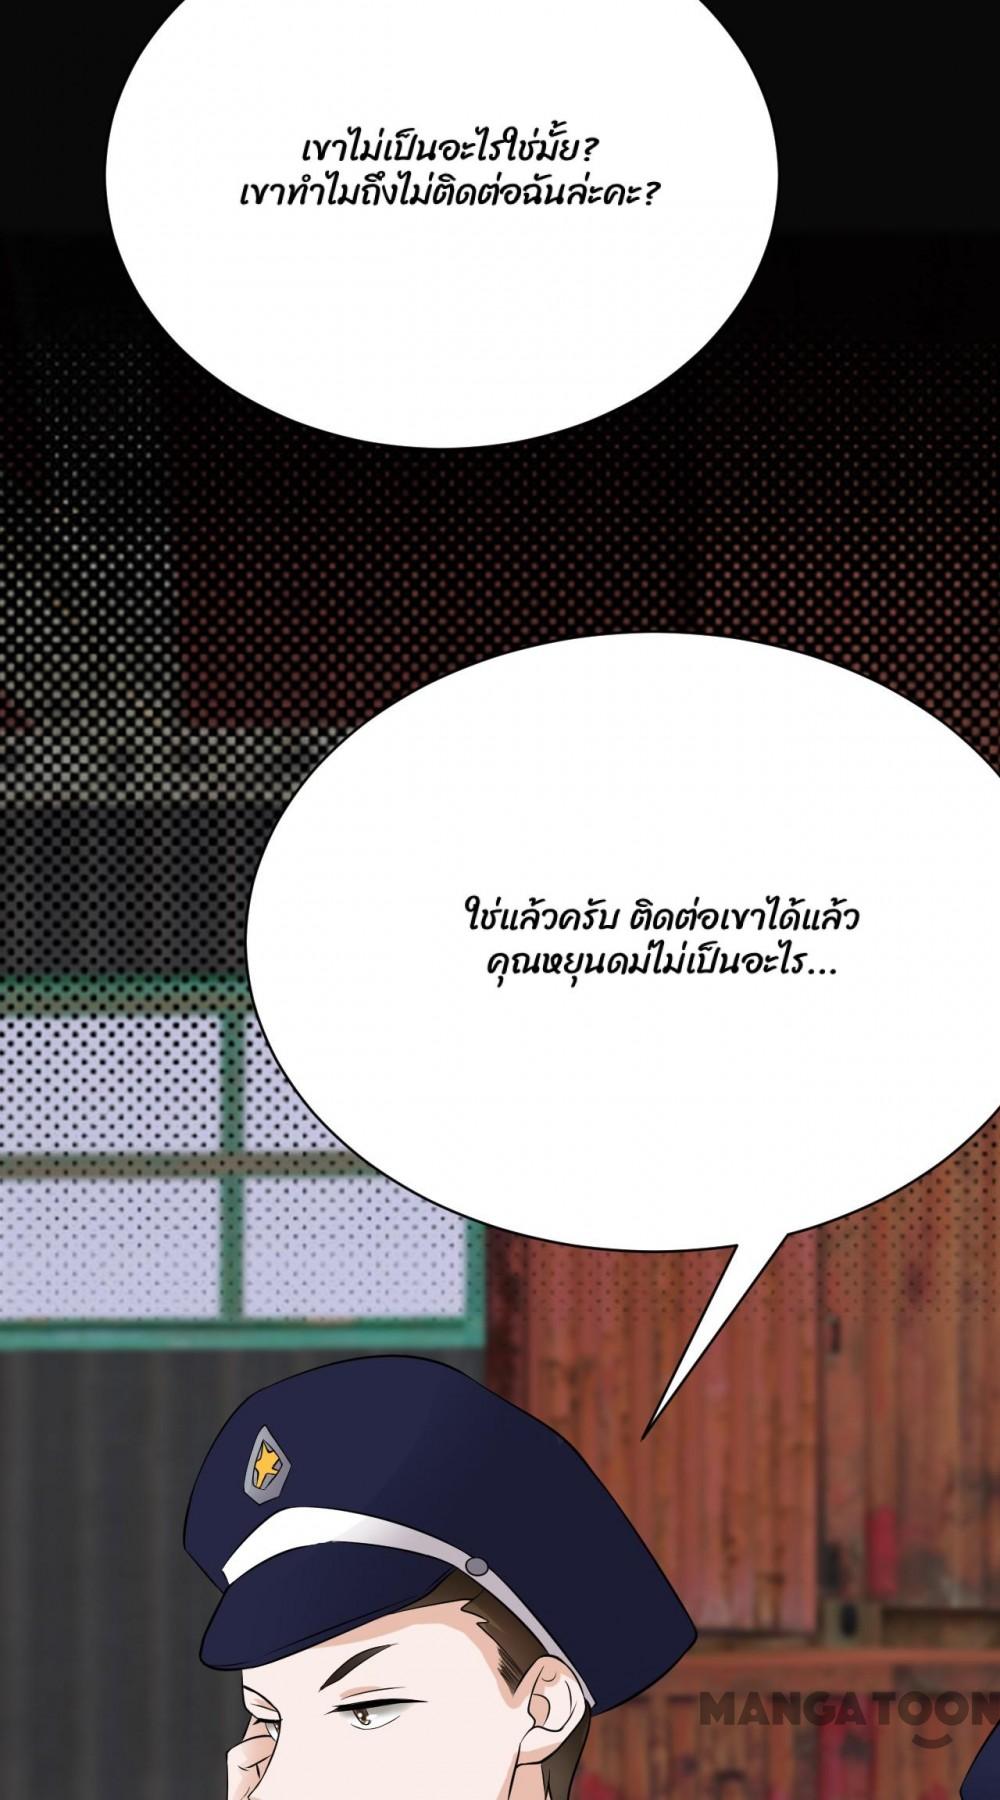 เขาไม่เป็นอะไรใช่มั้ย?
เขาทำไมถึงไม่ติดต่อฉันล่ะคะ?
ใช่แล้วครับ ติดต่อเขาได้แล้ว
คุณหยุนดม่ไม่เป็นอะไร...
MANGATOON